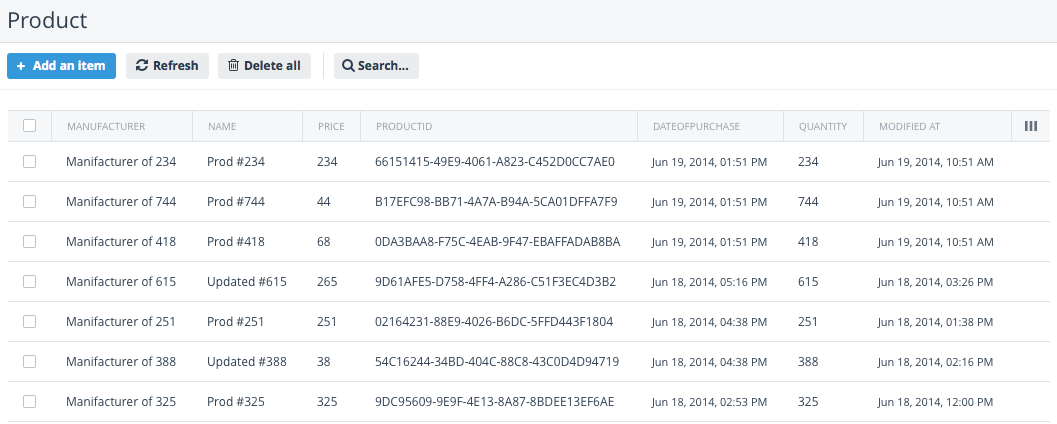 Product
+ Add an item Refresh Delete all Search...
MANUFACTURER NAME PRICE PRODUCTID DATEOFPURCHASE QUANTITY MODIFIED AT
Manifacturer of 234 Prod #234 234 66151415-49E9-4061-A823-C452D0CC7AE0 Jun 19, 2014, 01:51 PM 234 Jun 19, 2014, 10:51 AM
Manifacturer of 744 Prod #744 44 B17EFC98-BB71-4A7A-B94A-5CA01DFFA7F9 Jun 19, 2014, 01:51 PM 744 Jun 19, 2014, 10:51 AM
Manifacturer of 418 Prod #418 68 0DA3BAA8-F75C-4EAB-9F47-EBAFFADAB8BA Jun 19, 2014, 01:51 PM 418 Jun 19, 2014, 10:51 AM
Manifacturer of 615 Updated #615 265 9D61AFE5-D758-4FF4-A286-C51F3EC4D3B2 Jun 18, 2014, 05:16 PM 615 Jun 18, 2014, 03:26 PM
Manifacturer of 251 Prod #251 251 02164231-88E9-4026-B6DC-5FFD443F1804 Jun 18, 2014, 04:38 PM 251 Jun 18, 2014, 01:38 PM
Manifacturer of 388 Updated #388 38 54C16244-34BD-404C-88C8-43C0D4D94719 Jun 18, 2014, 04:38 PM 388 Jun 18, 2014, 02:16 PM
Manifacturer of 325 Prod #325 325 9DC95609-9E9F-4E13-8A87-8BDEE13EF6AE Jun 18, 2014, 02:53 PM 325 Jun 18, 2014, 12:00 PM